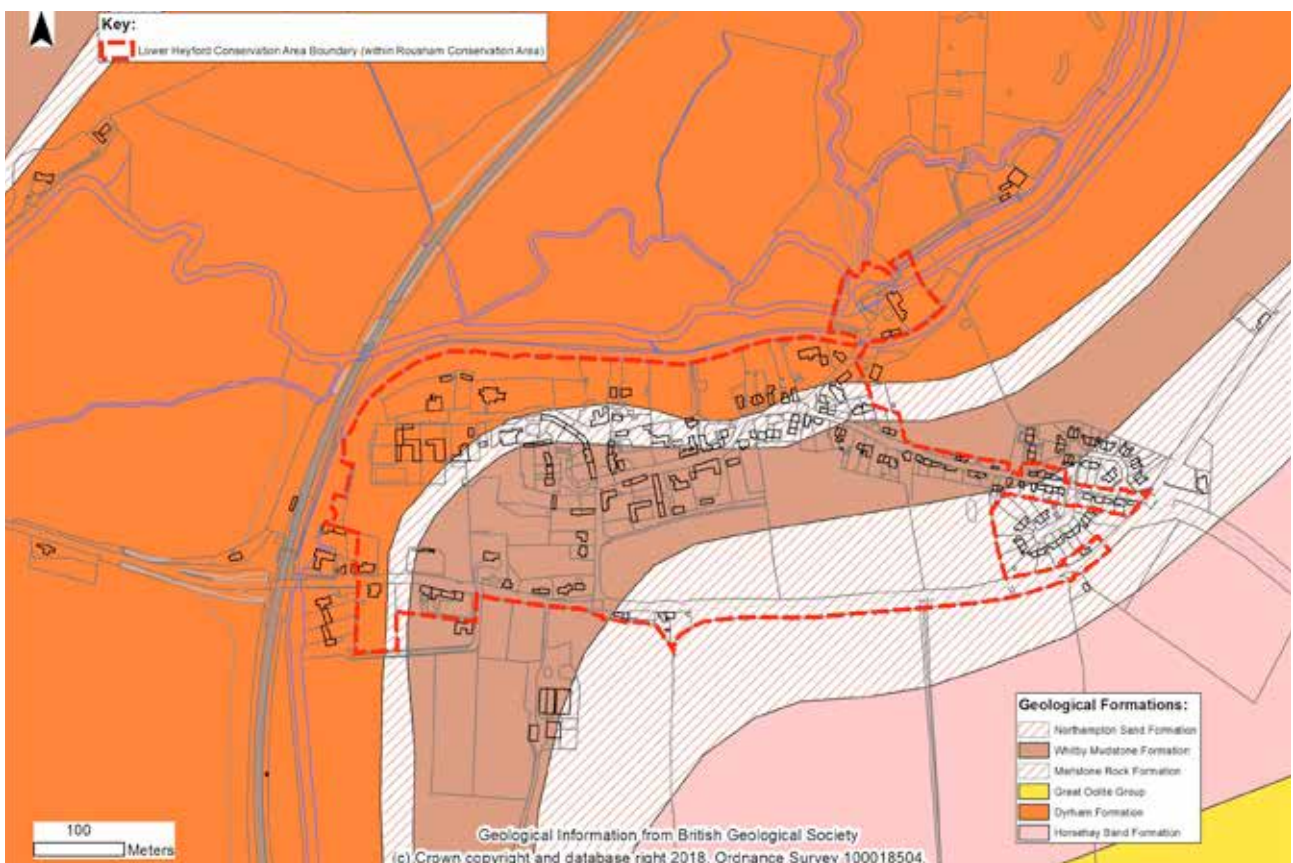 Key:
Lower Heyford Conservation Area Boundary (within Rousham Conservation Area)
Geological Formations:
Northampton Sand Formation
Whitby Mudstone Formation
Marlstone Rock Formation
Great Oolite Group
Dyrham Formation
Horsehay Sand Formation
100
Meters
Geological Information from British Geological Society
(c) Crown copyright and database right 2018. Ordnance Survey 100018504.